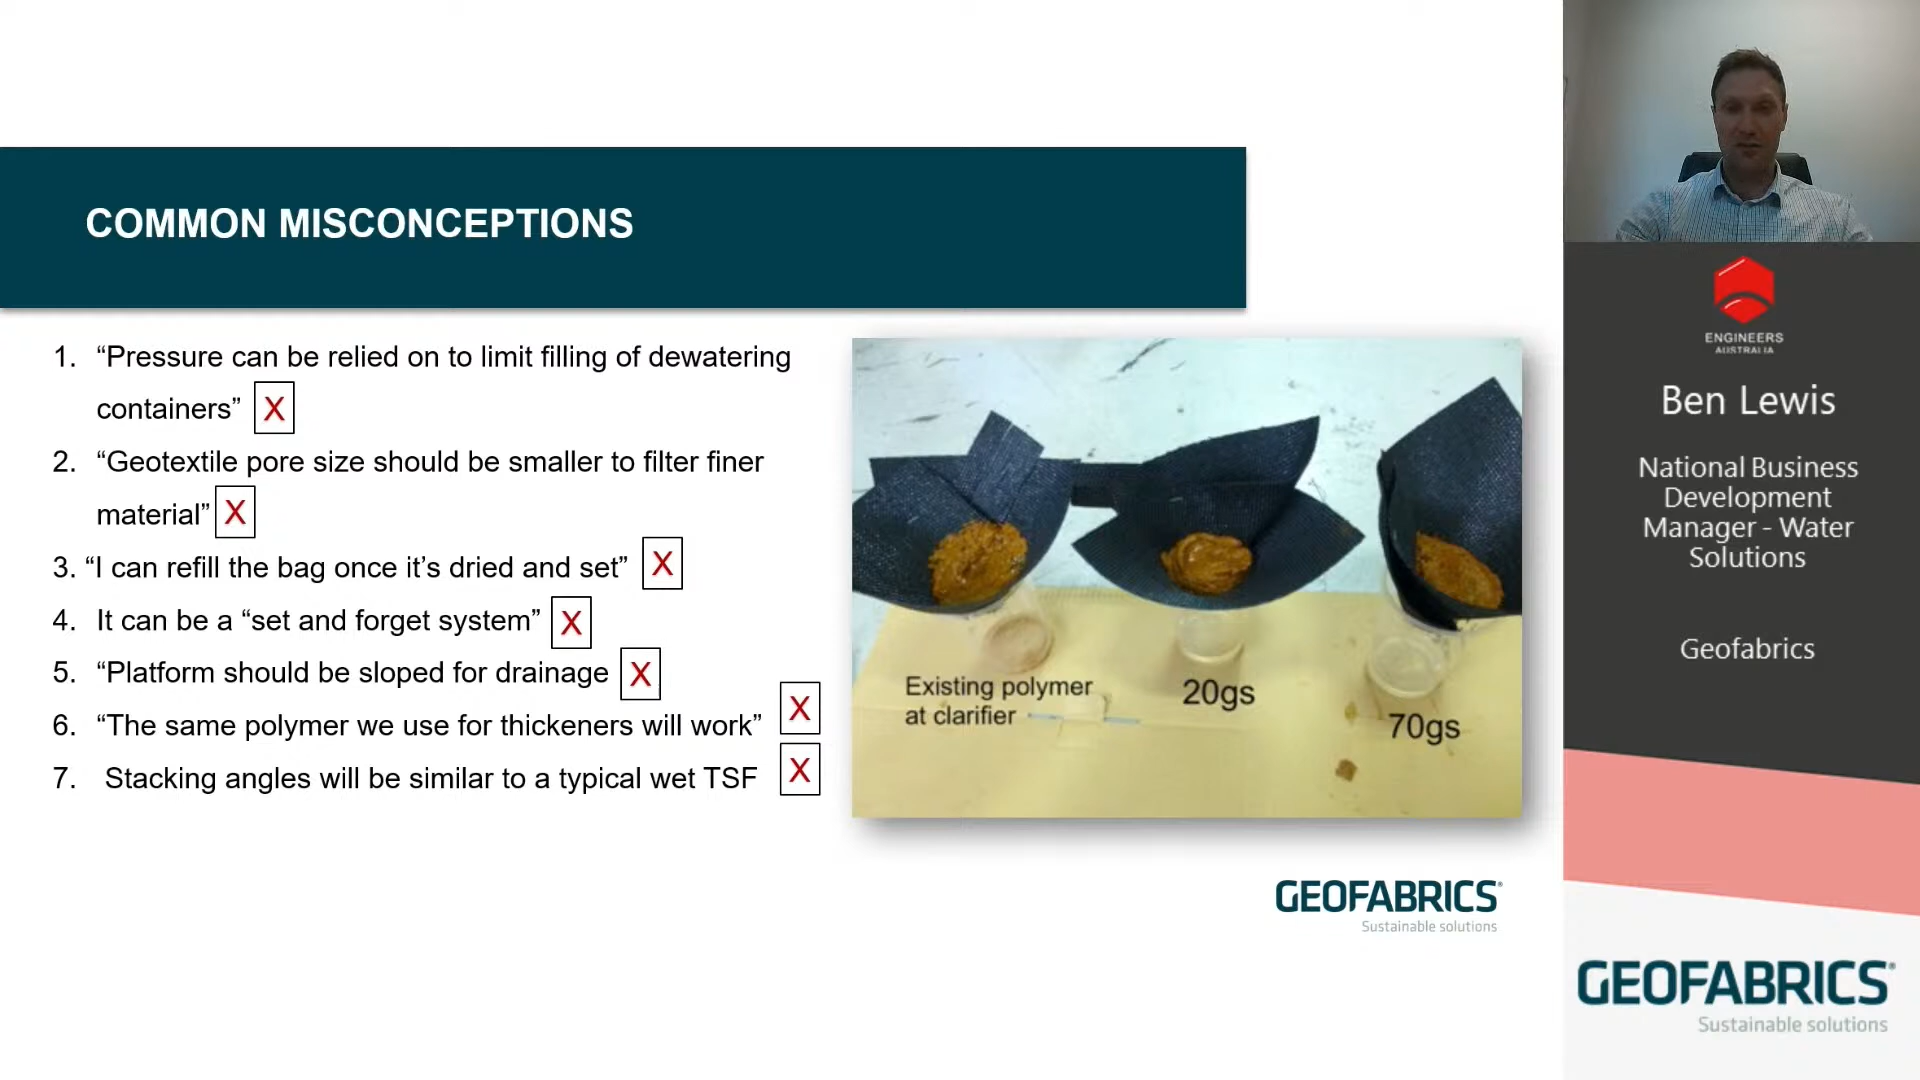 COMMON MISCONCEPTIONS
1. “Pressure can be relied on to limit filling of dewatering
containers” X
2. “Geotextile pore size should be smaller to filter finer
material” X
3. “I can refill the bag once it’s dried and set” X
4. It can be a “set and forget system” X
5. “Platform should be sloped for drainage X
6. “The same polymer we use for thickeners will work” X
7. Stacking angles will be similar to a typical wet TSF X
Existing polymer
at clarifier
20gs
70gs
GEOFABRICS®
Sustainable solutions
ENGINEERS
AUSTRALIA
Ben Lewis
National Business
Development
Manager - Water
Solutions
Geofabrics
GEOFABRICS®
Sustainable solutions